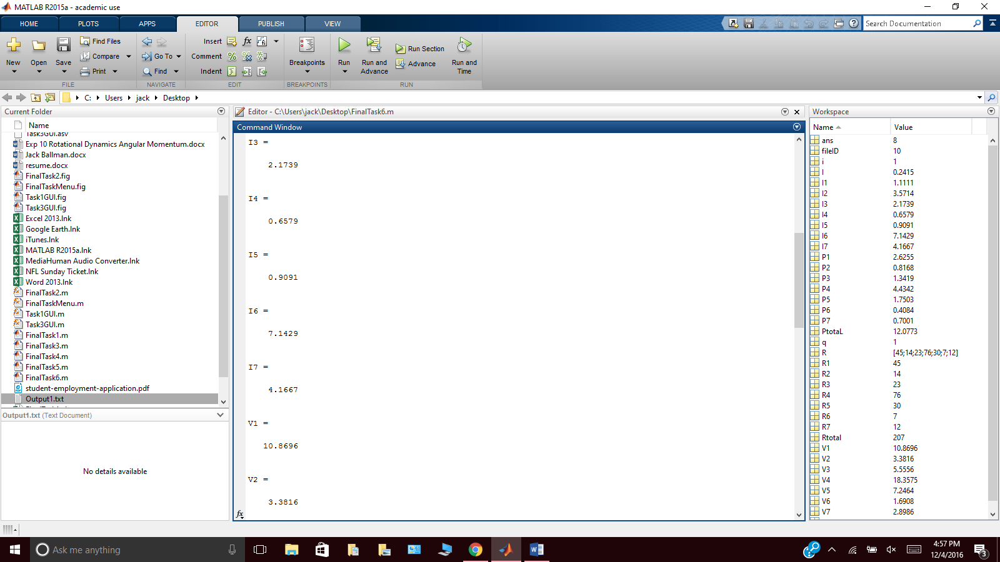 MATLAB R2015a - academic use
HOME PLOTS APPS EDITOR PUBLISH VIEW
Search Documentation
New
Open
Save
Find Files
Compare
Print
FILE
Go To
Find
NAVIGATE
Insert fx
Comment
Indent
EDIT
Breakpoints
BREAKPOINTS
Run
Run and
Advance
Run Section
Advance
Run and
Time
RUN
C: Users jack Desktop
Current Folder
Name
Task3GUI.asv
Exp 10 Rotational Dynamics Angular Momentum.docx
Jack Ballman.docx
resume.docx
FinalTask2.fig
FinalTaskMenu.fig
Task1GUI.fig
Task3GUI.fig
Excel 2013.lnk
Google Earth.lnk
iTunes.lnk
MATLAB R2015a.lnk
MediaHuman Audio Converter.lnk
NFL Sunday Ticket.lnk
Word 2013.lnk
FinalTask2.m
FinalTaskMenu.m
Task1GUI.m
Task3GUI.m
FinalTask1.m
FinalTask3.m
FinalTask4.m
FinalTask5.m
FinalTask6.m
student-employment-application.pdf
Output1.txt
Output1.txt (Text Document)
No details available
Editor - C:\Users\jack\Desktop\FinalTask6.m
Command Window
I3 =
2.1739
I4 =
0.6579
I5 =
0.9091
I6 =
7.1429
I7 =
4.1667
V1 =
10.8696
V2 =
3.3816
fx
Workspace
Name Value
ans 8
fileID 10
i 1
I 0.2415
I1 1.1111
I2 3.5714
I3 2.1739
I4 0.6579
I5 0.9091
I6 7.1429
I7 4.1667
P1 2.6255
P2 0.8168
P3 1.3419
P4 4.4342
P5 1.7503
P6 0.4084
P7 0.7001
PtotaL 12.0773
q 1
R [45;14;23;76;30;7;12]
R1 45
R2 14
R3 23
R4 76
R5 30
R6 7
R7 12
Rtotal 207
V1 10.8696
V2 3.3816
V3 5.5556
V4 18.3575
V5 7.2464
V6 1.6908
V7 2.8986
Ask me anything
4:57 PM
12/4/2016
3